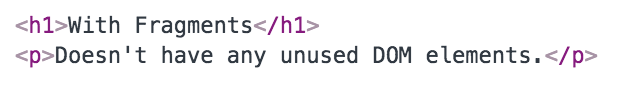 <h1>With Fragments</h1>
<p>Doesn't have any unused DOM elements.</p>